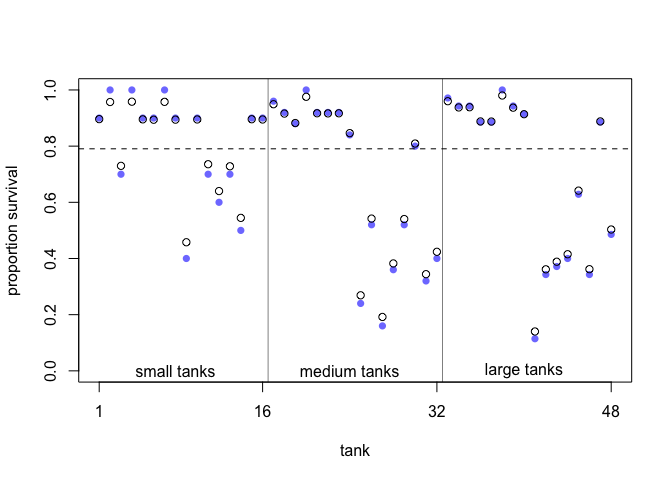 proportion survival
1.0
0.8
0.6
0.4
0.2
0.0
small tanks
medium tanks
large tanks
1
16
32
48
tank